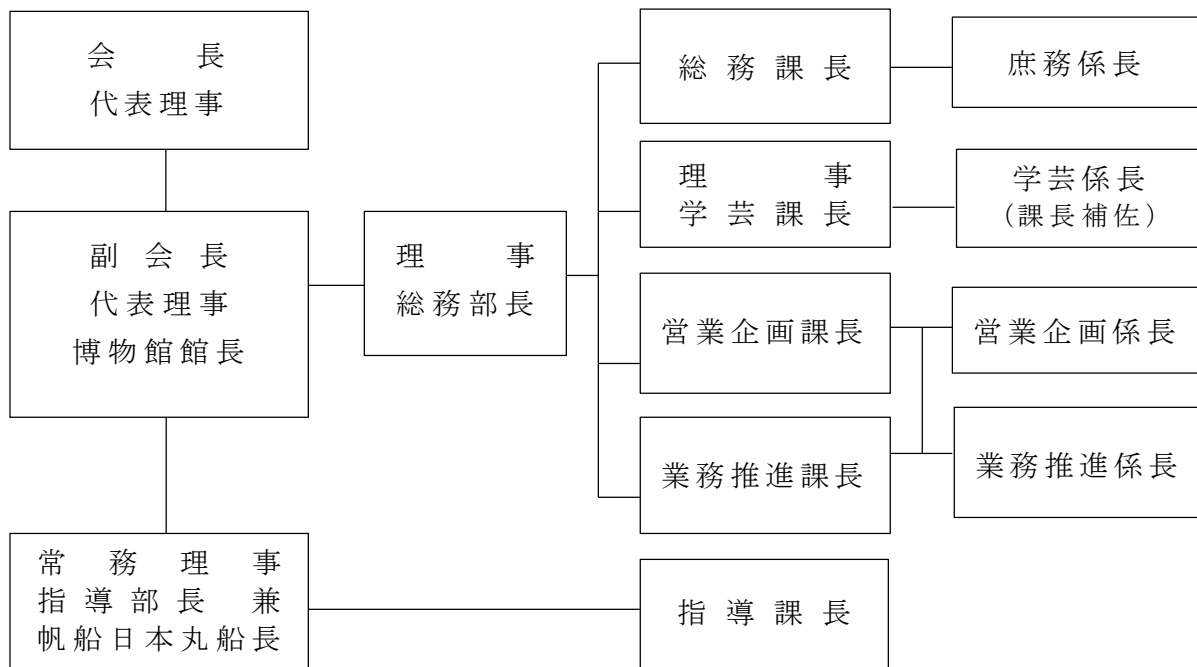 会長
代表理事
副会長
代表理事
博物館館長
常務理事
指導部長 兼
帆船日本丸船長
理事
総務部長
総務課長
理事
学芸課長
営業企画課長
業務推進課長
指導課長
庶務係長
学芸係長
(課長補佐)
営業企画係長
業務推進係長